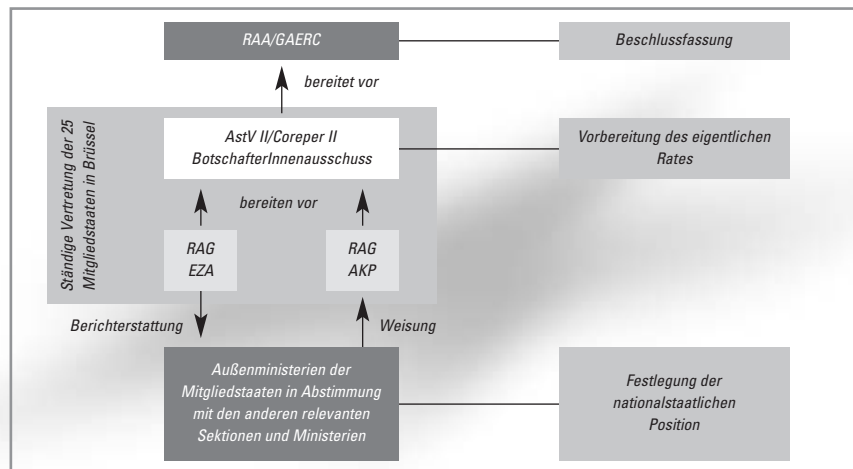 RAA/GAERC
Beschlussfassung
bereitet vor
Ständige Vertretung der 25
Mitgliedstaaten in Brüssel
AstV II/Coreper II
BotschafterInnenausschuss
Vorbereitung des eigentlichen
Rates
bereiten vor
RAG
EZA
RAG
AKP
Berichterstattung
Weisung
Außenministerien der
Mitgliedstaaten in Abstimmung
mit den anderen relevanten
Sektionen und Ministerien
Festlegung der
nationalstaatlichen
Position